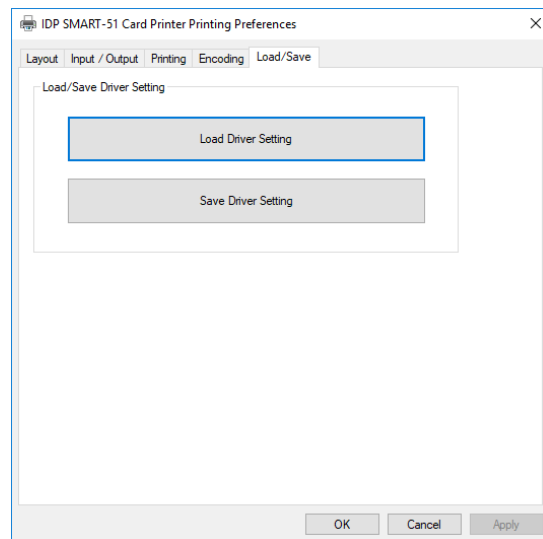 IDP SMART-51 Card Printer Printing Preferences
Layout Input / Output Printing Encoding Load/Save
Load/Save Driver Setting
Load Driver Setting
Save Driver Setting
OK Cancel Apply